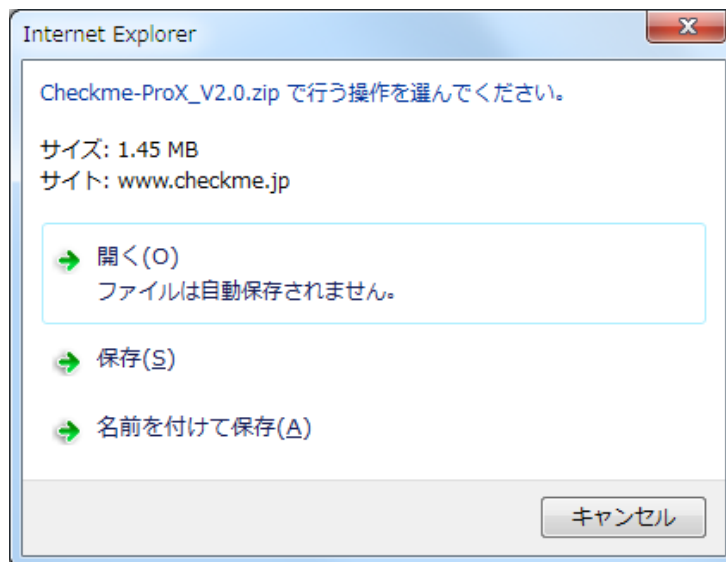 Internet Explorer
Checkme-ProX_V2.0.zip で行う操作を選んでください。
サイズ: 1.45 MB
サイト: www.checkme.jp
開く(O)
ファイルは自動保存されません。
保存(S)
名前を付けて保存(A)
キャンセル